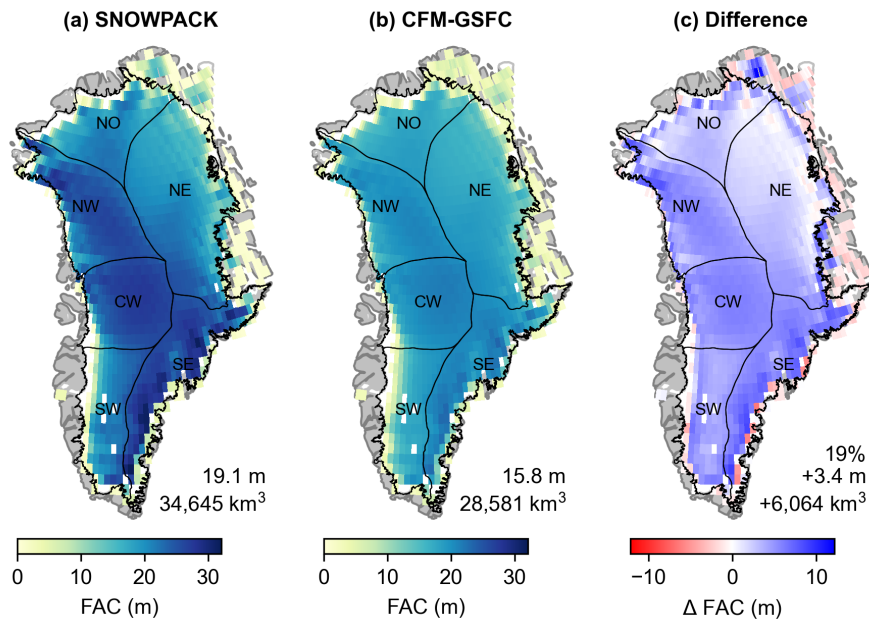 (a) SNOWPACK
(b) CFM-GSFC
(c) Difference
NO
NE
NW
CW
SE
SW
19.1 m
34,645 km³
NO
NE
NW
CW
SE
SW
15.8 m
28,581 km³
NO
NE
NW
CW
SE
SW
19%
+3.4 m
+6,064 km³
0 10 20 30
FAC (m)
0 10 20 30
FAC (m)
−10 0 10
Δ FAC (m)